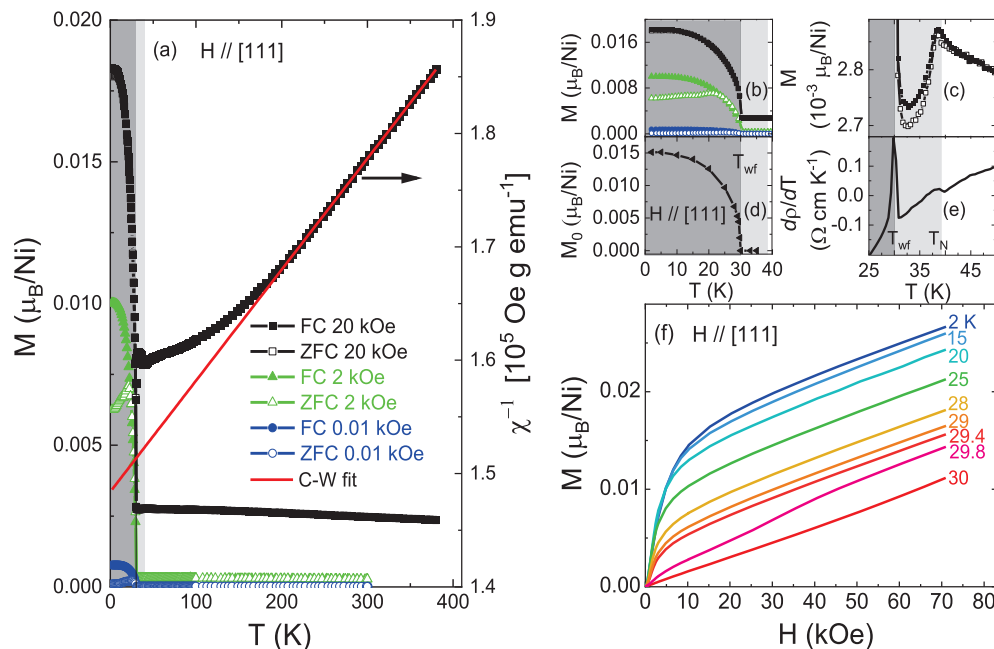 (a) H // [111]
M (μB/Ni)
0.020
0.015
0.010
0.005
0.000
0 100 200 300 400
T (K)
1.9
1.8
1.7
1.6
1.5
1.4
χ⁻¹ [10⁵ Oe g emu⁻¹]
FC 20 kOe
ZFC 20 kOe
FC 2 kOe
ZFC 2 kOe
FC 0.01 kOe
ZFC 0.01 kOe
C-W fit
M (μB/Ni)
0.016
0.008
0.000
(b)
M
(10⁻³ μB/Ni)
2.8
2.7
(c)
M₀ (μB/Ni)
0.015
0.010
0.005
0.000
Twf
H // [111]
(d)
0 10 20 30 40
T (K)
dρ/dT
(Ω cm K⁻¹)
0.1
0.0
-0.1
(e)
Twf
TN
25 30 40
T (K)
(f) H // [111]
M (μB/Ni)
0.02
0.01
0.00
2 K
15
20
25
28
29
29.4
29.8
30
0 10 20 30 40 50 60 70 80
H (kOe)